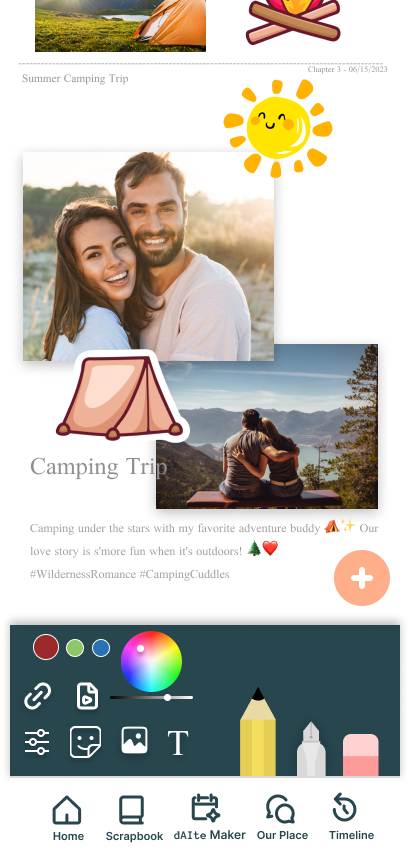 Chapter 3 - 06/15/2023
Summer Camping Trip
Camping Trip
Camping under the stars with my favorite adventure buddy 🏕️✨ Our
love story is s'more fun when it's outdoors! 🌲❤️
#WildernessRomance #CampingCuddles
T
Home
Scrapbook
dAIte Maker
Our Place
Timeline